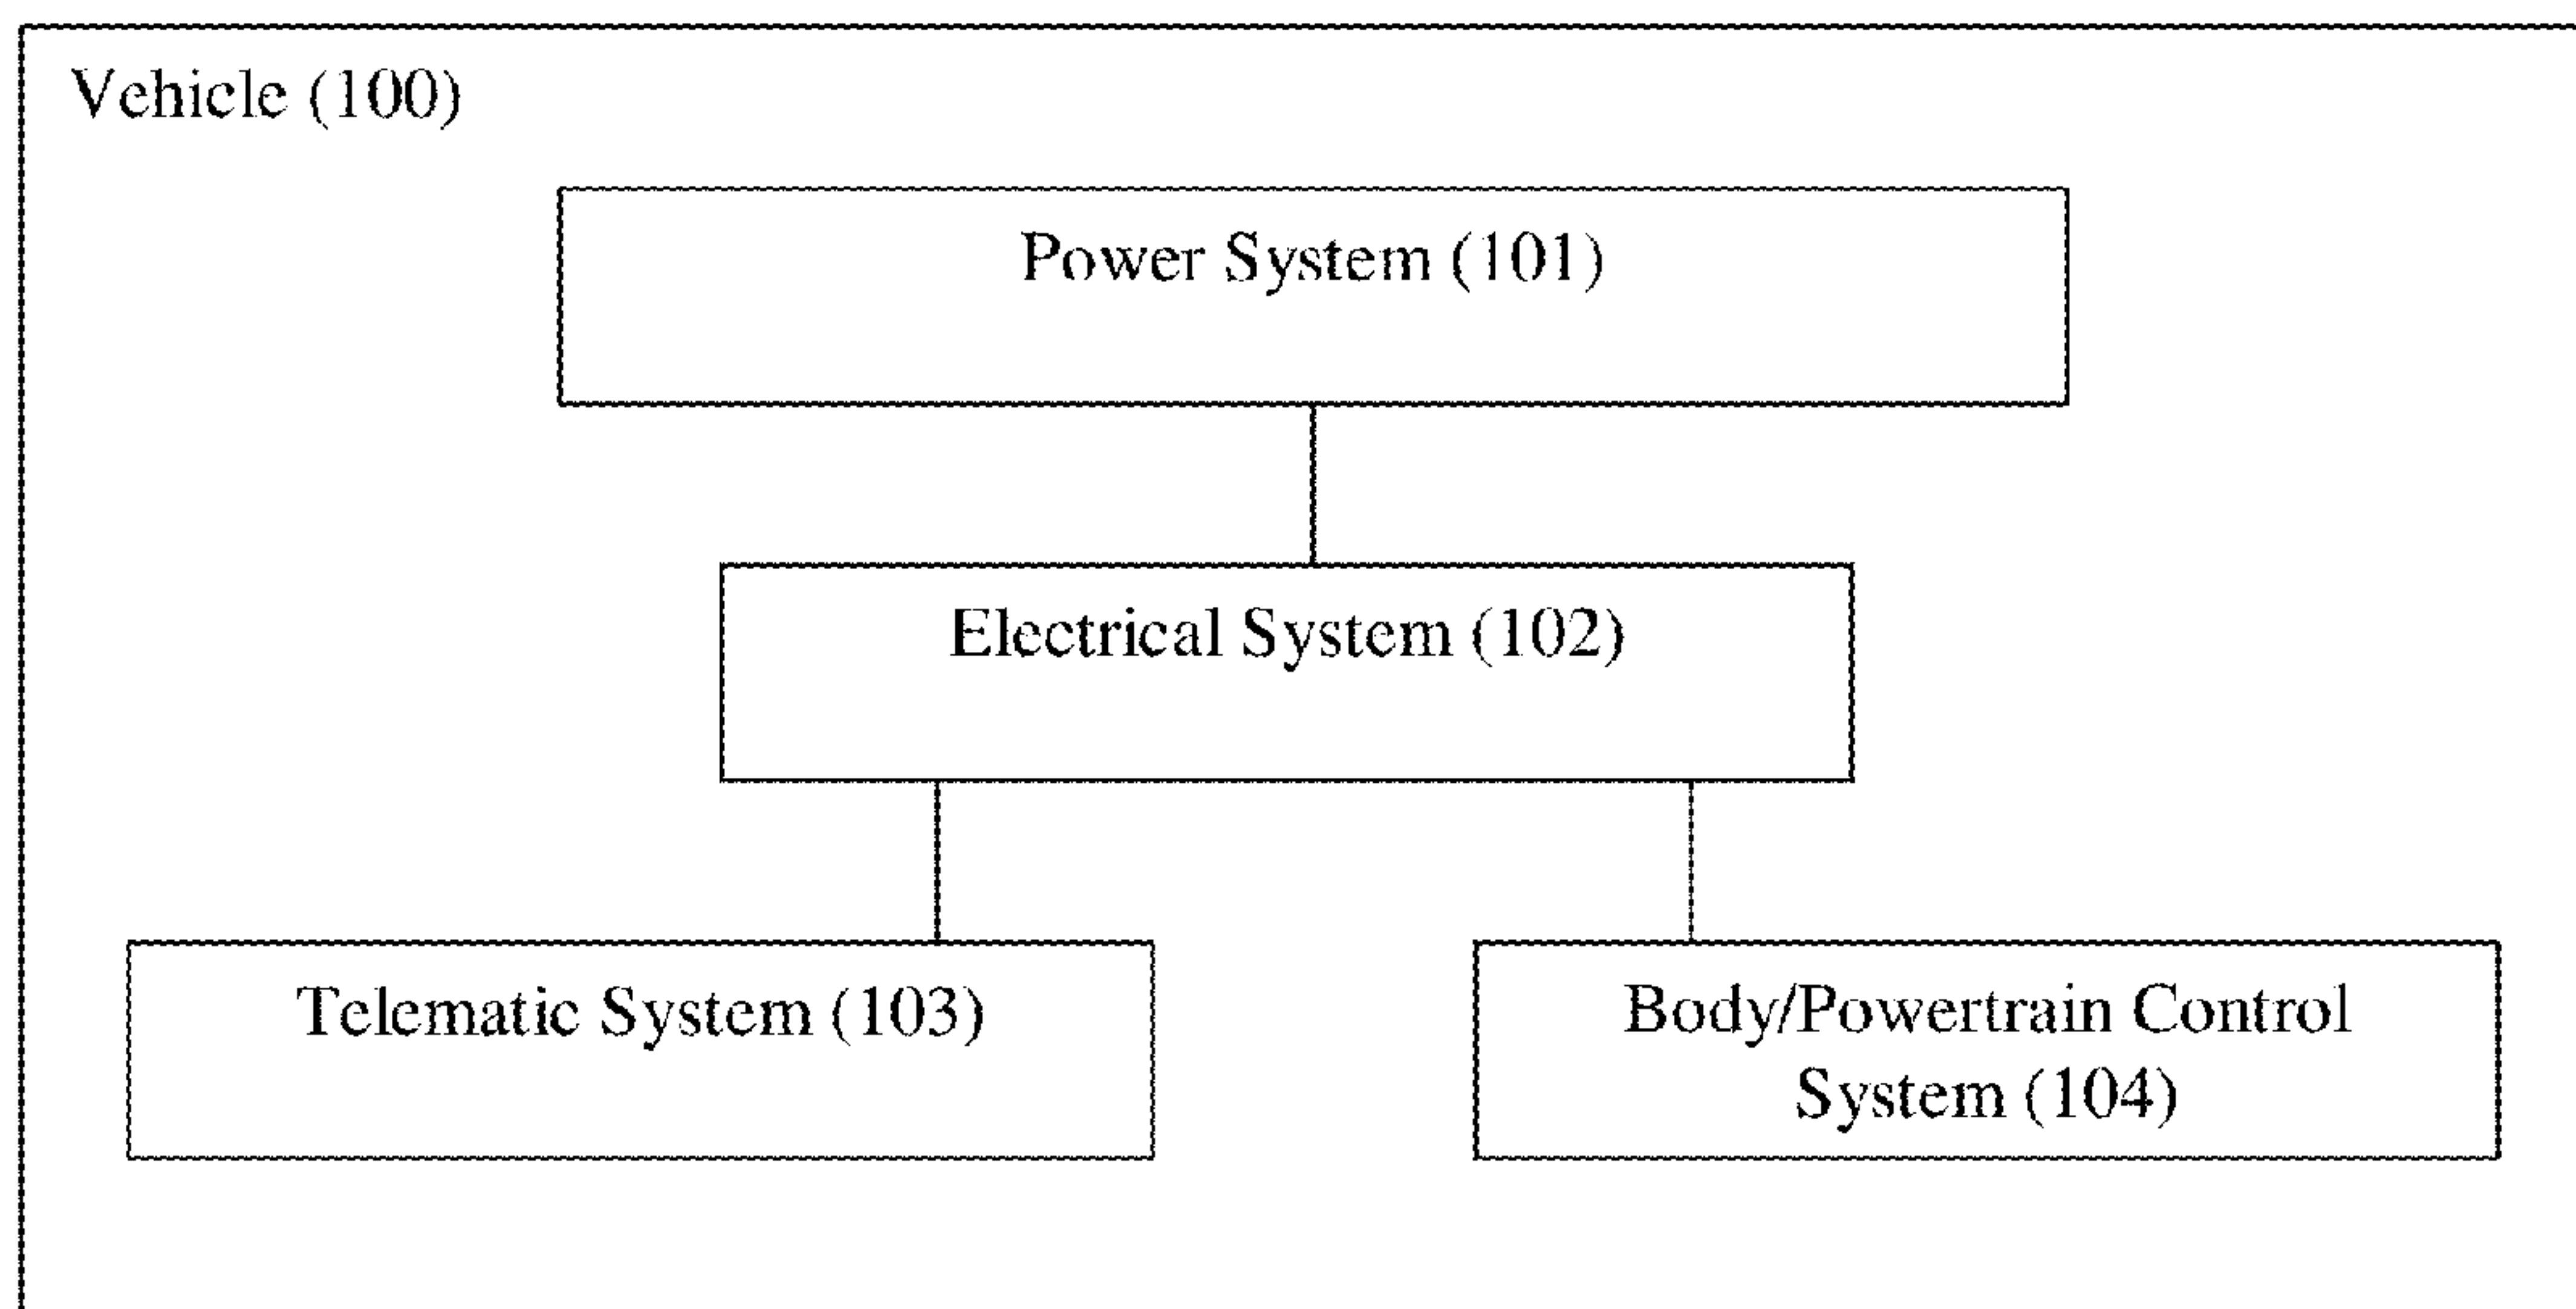 Vehicle (100)
Power System (101)
Electrical System (102)
Telematic System (103)
Body/Powertrain Control
System (104)